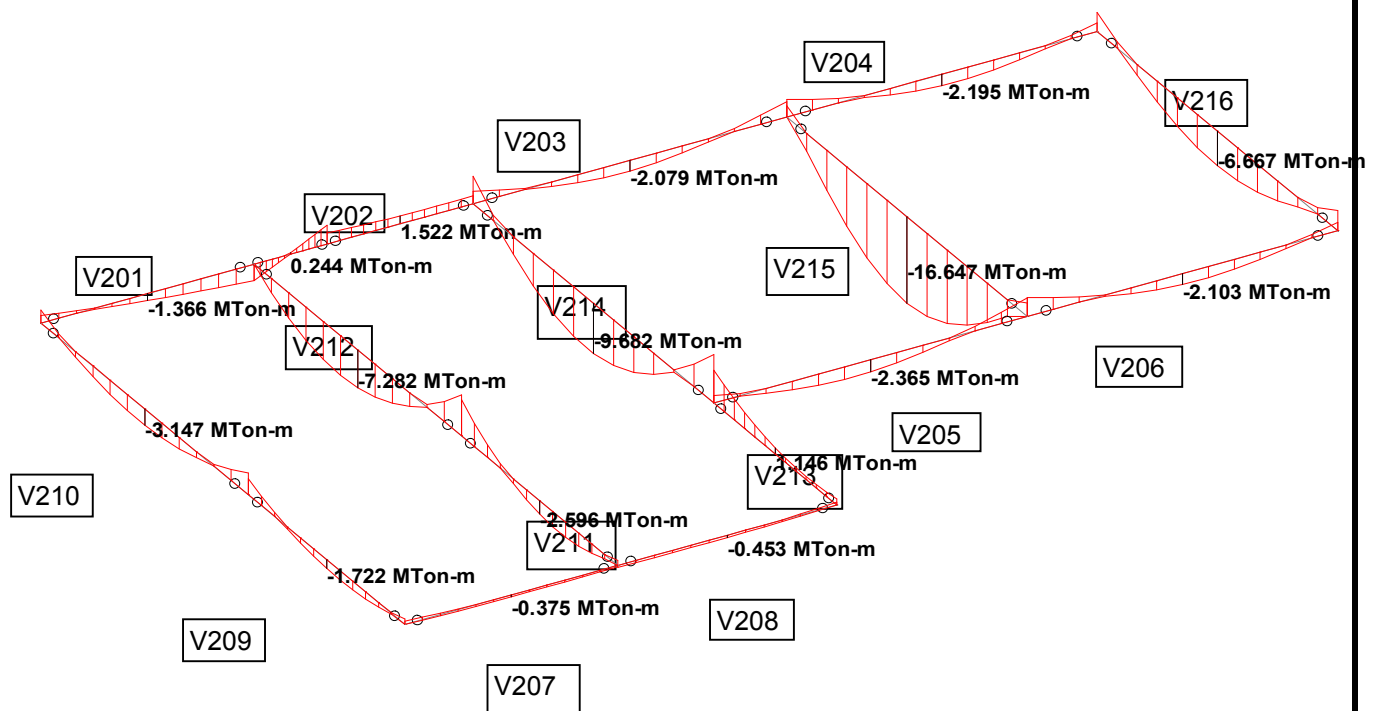 V204
-2.195 MTon-m
V216
V203
-6.667 MTon-m
-2.079 MTon-m
V202
1.522 MTon-m
0.244 MTon-m
V201
V215
-16.647 MTon-m
-2.103 MTon-m
-1.366 MTon-m
V214
-9.682 MTon-m
V212
-7.282 MTon-m
-2.365 MTon-m
V206
-3.147 MTon-m
V205
1.146 MTon-m
V213
V210
-2.596 MTon-m
V211
-0.453 MTon-m
-1.722 MTon-m
-0.375 MTon-m
V208
V209
V207